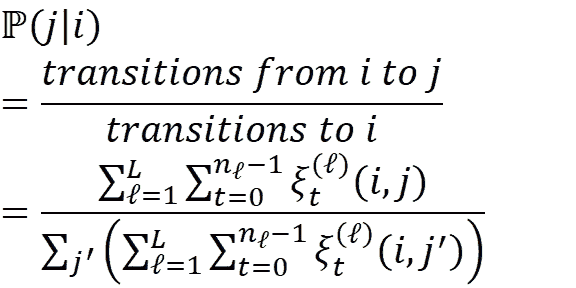 ℙ(j|i)
= transitions from i to j / transitions to i
= ∑_{ℓ=1}^{L} ∑_{t=0}^{n_ℓ−1} ξ_t^{(ℓ)}(i, j) / ∑_{j′} (∑_{ℓ=1}^{L} ∑_{t=0}^{n_ℓ−1} ξ_t^{(ℓ)}(i, j′))